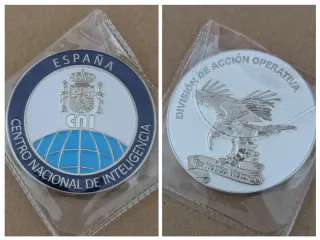 ESPAÑA
CNI
CENTRO NACIONAL DE INTELIGENCIA
DIVISIÓN DE ACCIÓN OPERATIVA